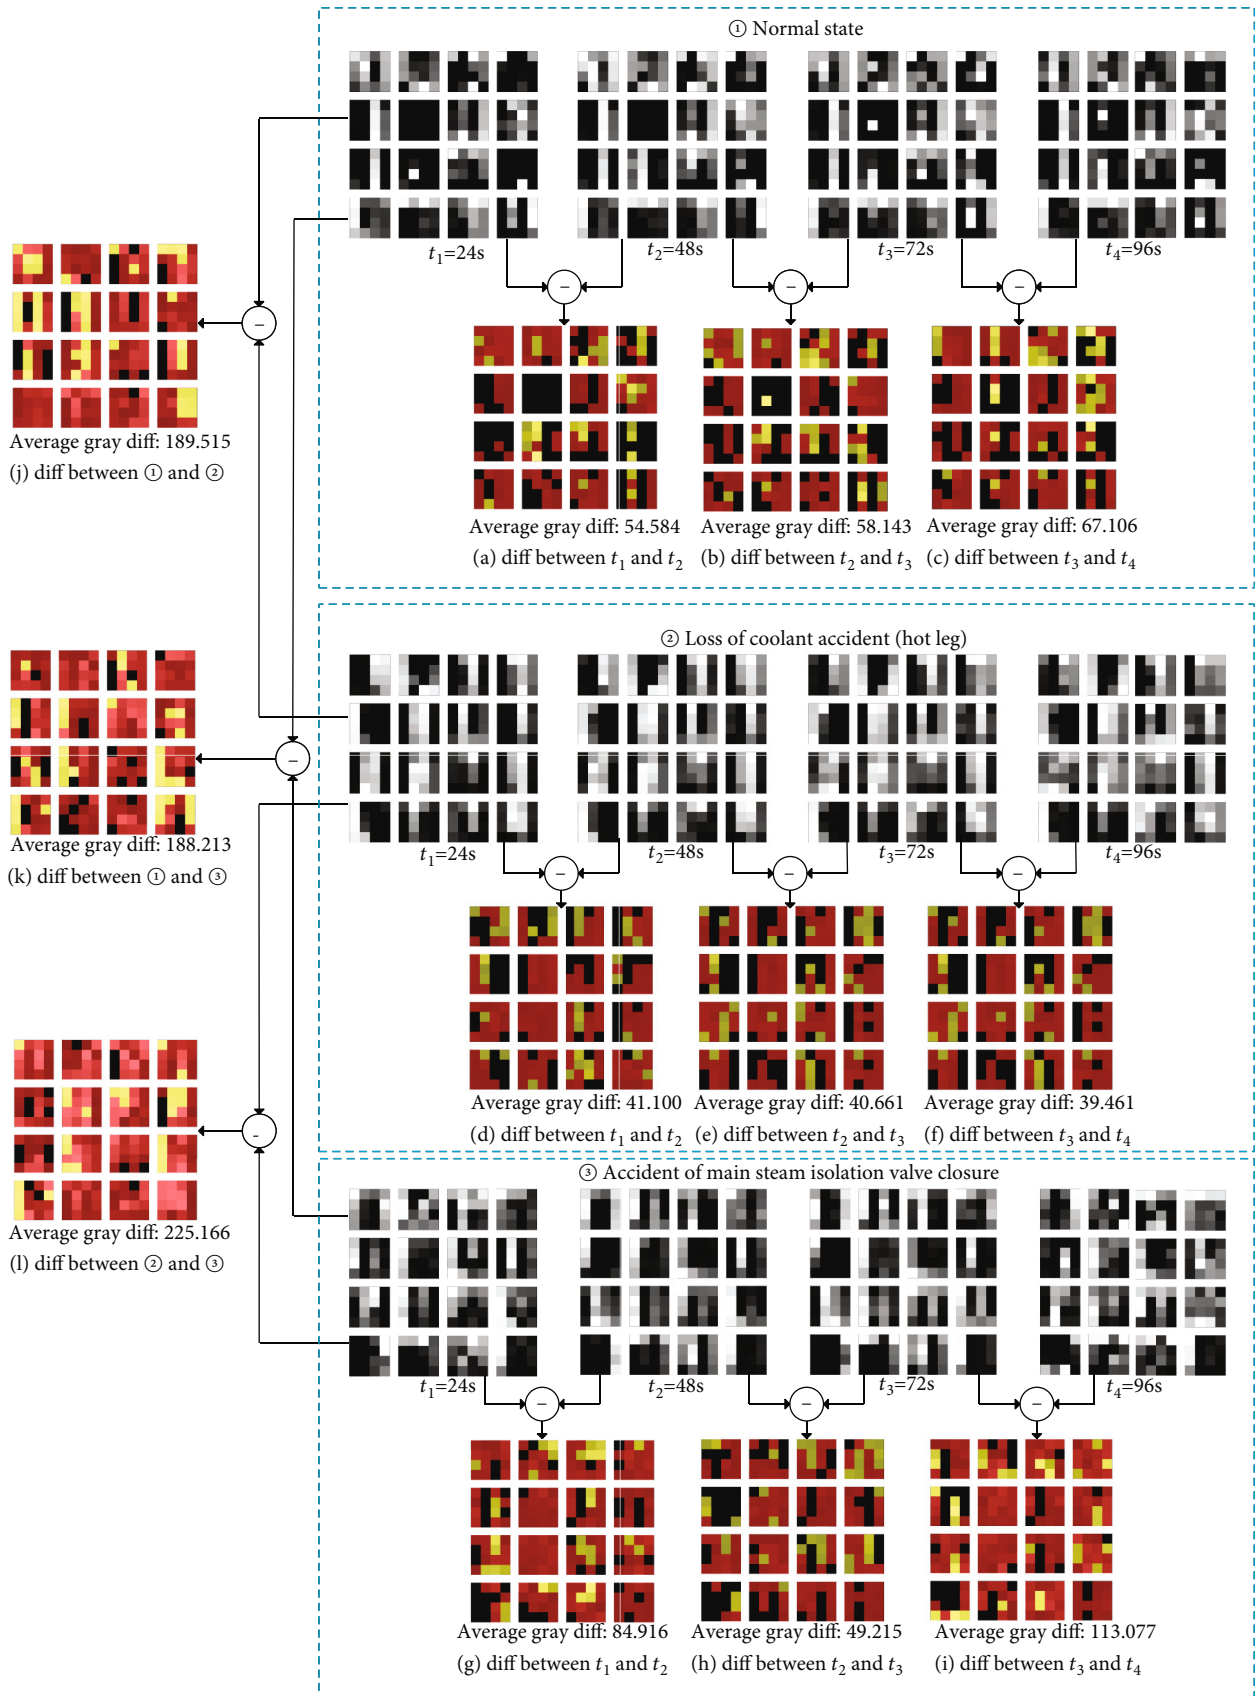 ① Normal state
t1=24s
t2=48s
t3=72s
t4=96s
−
−
−
Average gray diff: 54.584
(a) diff between t1 and t2
Average gray diff: 58.143
(b) diff between t2 and t3
Average gray diff: 67.106
(c) diff between t3 and t4
−
Average gray diff: 189.515
(j) diff between ① and ②
② Loss of coolant accident (hot leg)
t1=24s
t2=48s
t3=72s
t4=96s
−
−
−
Average gray diff: 41.100
(d) diff between t1 and t2
Average gray diff: 40.661
(e) diff between t2 and t3
Average gray diff: 39.461
(f) diff between t3 and t4
−
Average gray diff: 188.213
(k) diff between ① and ③
-
Average gray diff: 225.166
(l) diff between ② and ③
③ Accident of main steam isolation valve closure
t1=24s
t2=48s
t3=72s
t4=96s
−
−
−
Average gray diff: 84.916
(g) diff between t1 and t2
Average gray diff: 49.215
(h) diff between t2 and t3
Average gray diff: 113.077
(i) diff between t3 and t4